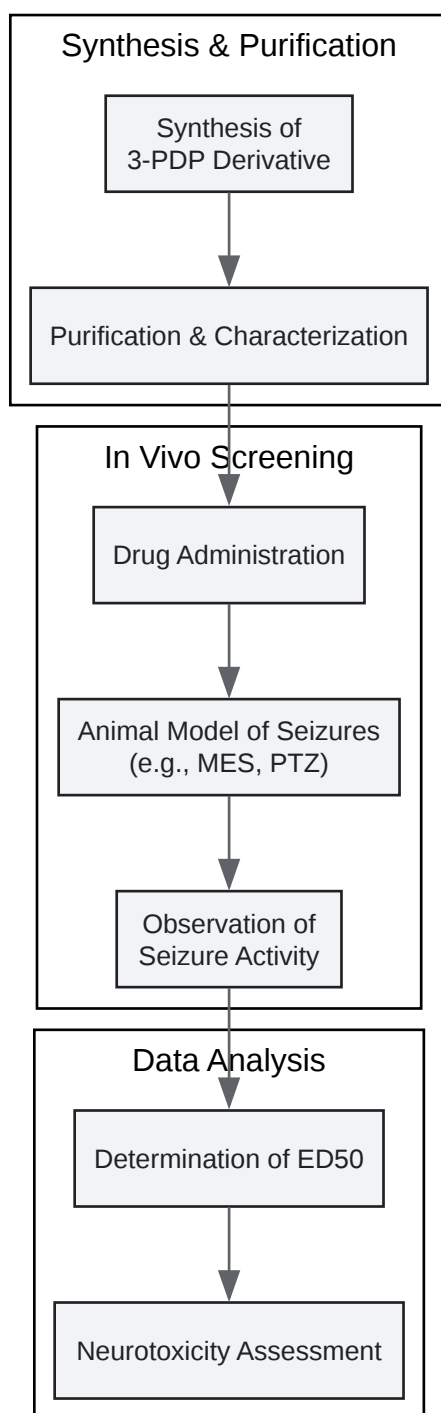 Synthesis & Purification
Synthesis of
3-PDP Derivative
Purification & Characterization
In Vivo Screening
Drug Administration
Animal Model of Seizures
(e.g., MES, PTZ)
Observation of
Seizure Activity
Data Analysis
Determination of ED50
Neurotoxicity Assessment